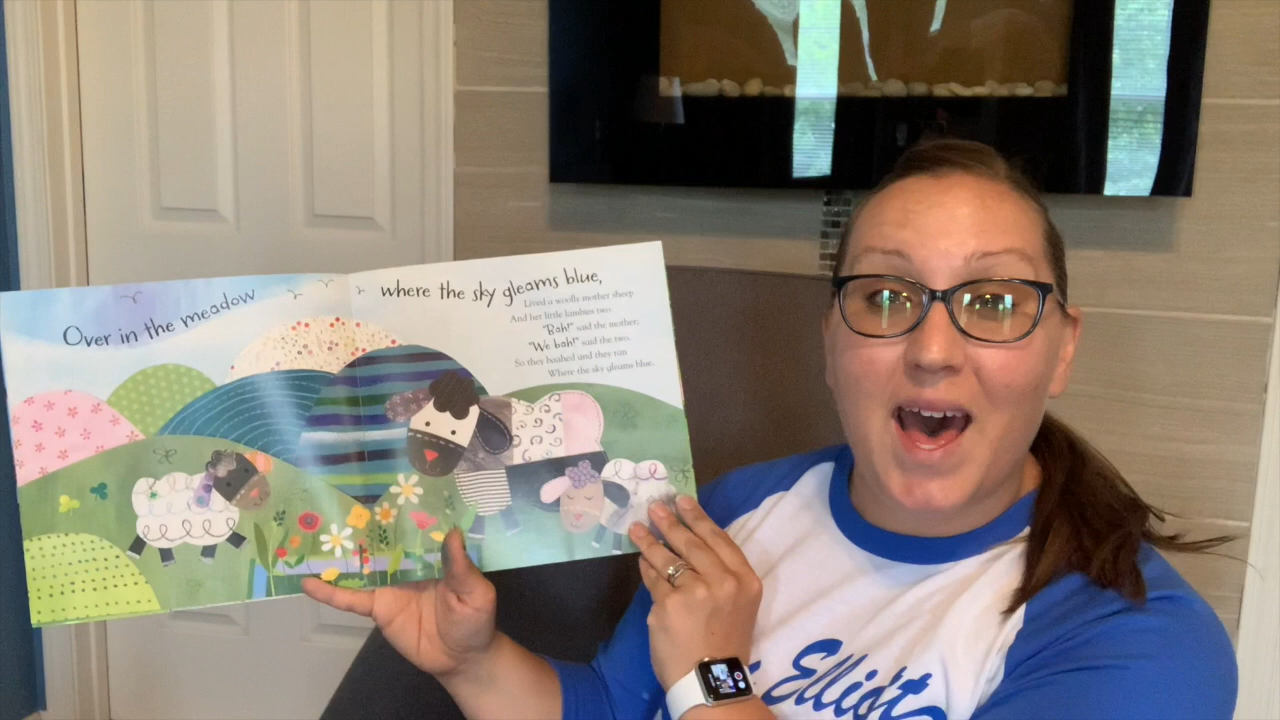 Over in the meadow
where the sky gleams blue,
Lived a woolly mother sheep
And her little lambies two.
"Bah!" said the mother;
"We bah!" said the two.
So they baahed and they ran
Where the sky gleams blue.
Elliott